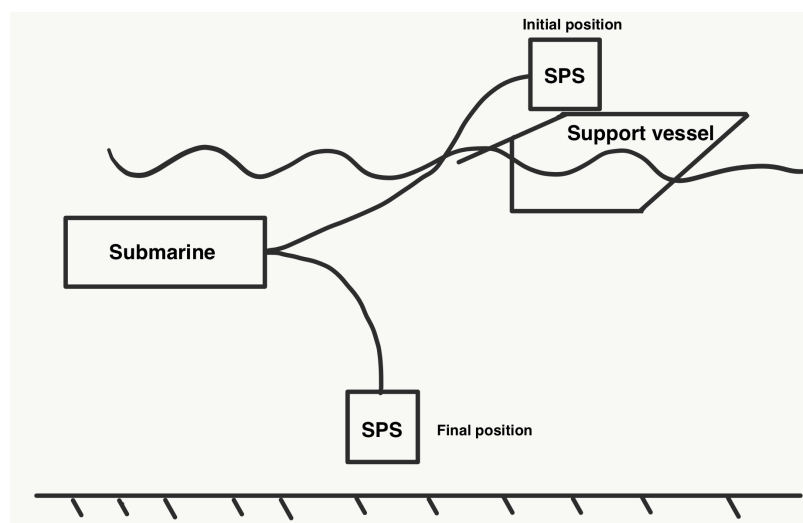 Initial position
SPS
Support vessel
Submarine
SPS
Final position